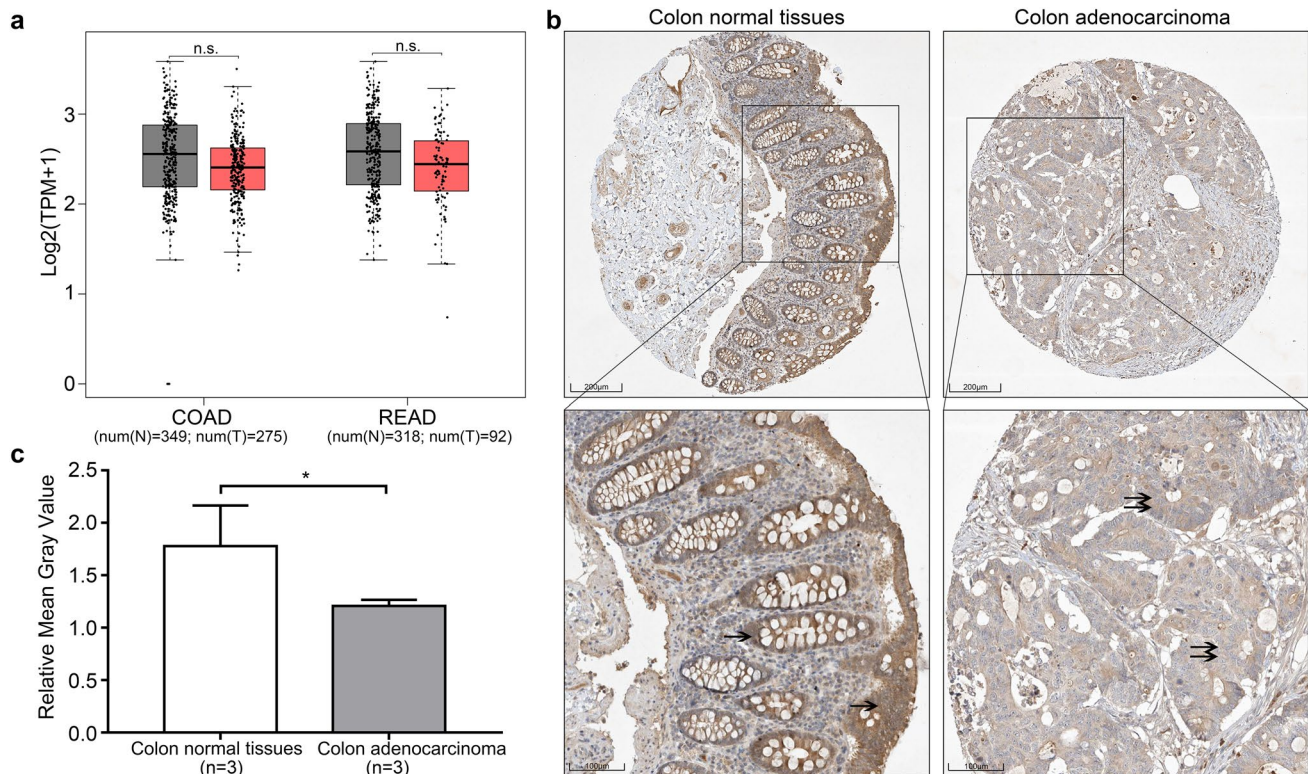 a
n.s.
n.s.
Log2(TPM+1)
3
2
1
0
COAD
(num(N)=349; num(T)=275)
READ
(num(N)=318; num(T)=92)
b
Colon normal tissues
Colon adenocarcinoma
200μm
200μm
100μm
100μm
c
Relative Mean Gray Value
2.5
2.0
1.5
1.0
0.5
0.0
*
Colon normal tissues
(n=3)
Colon adenocarcinoma
(n=3)